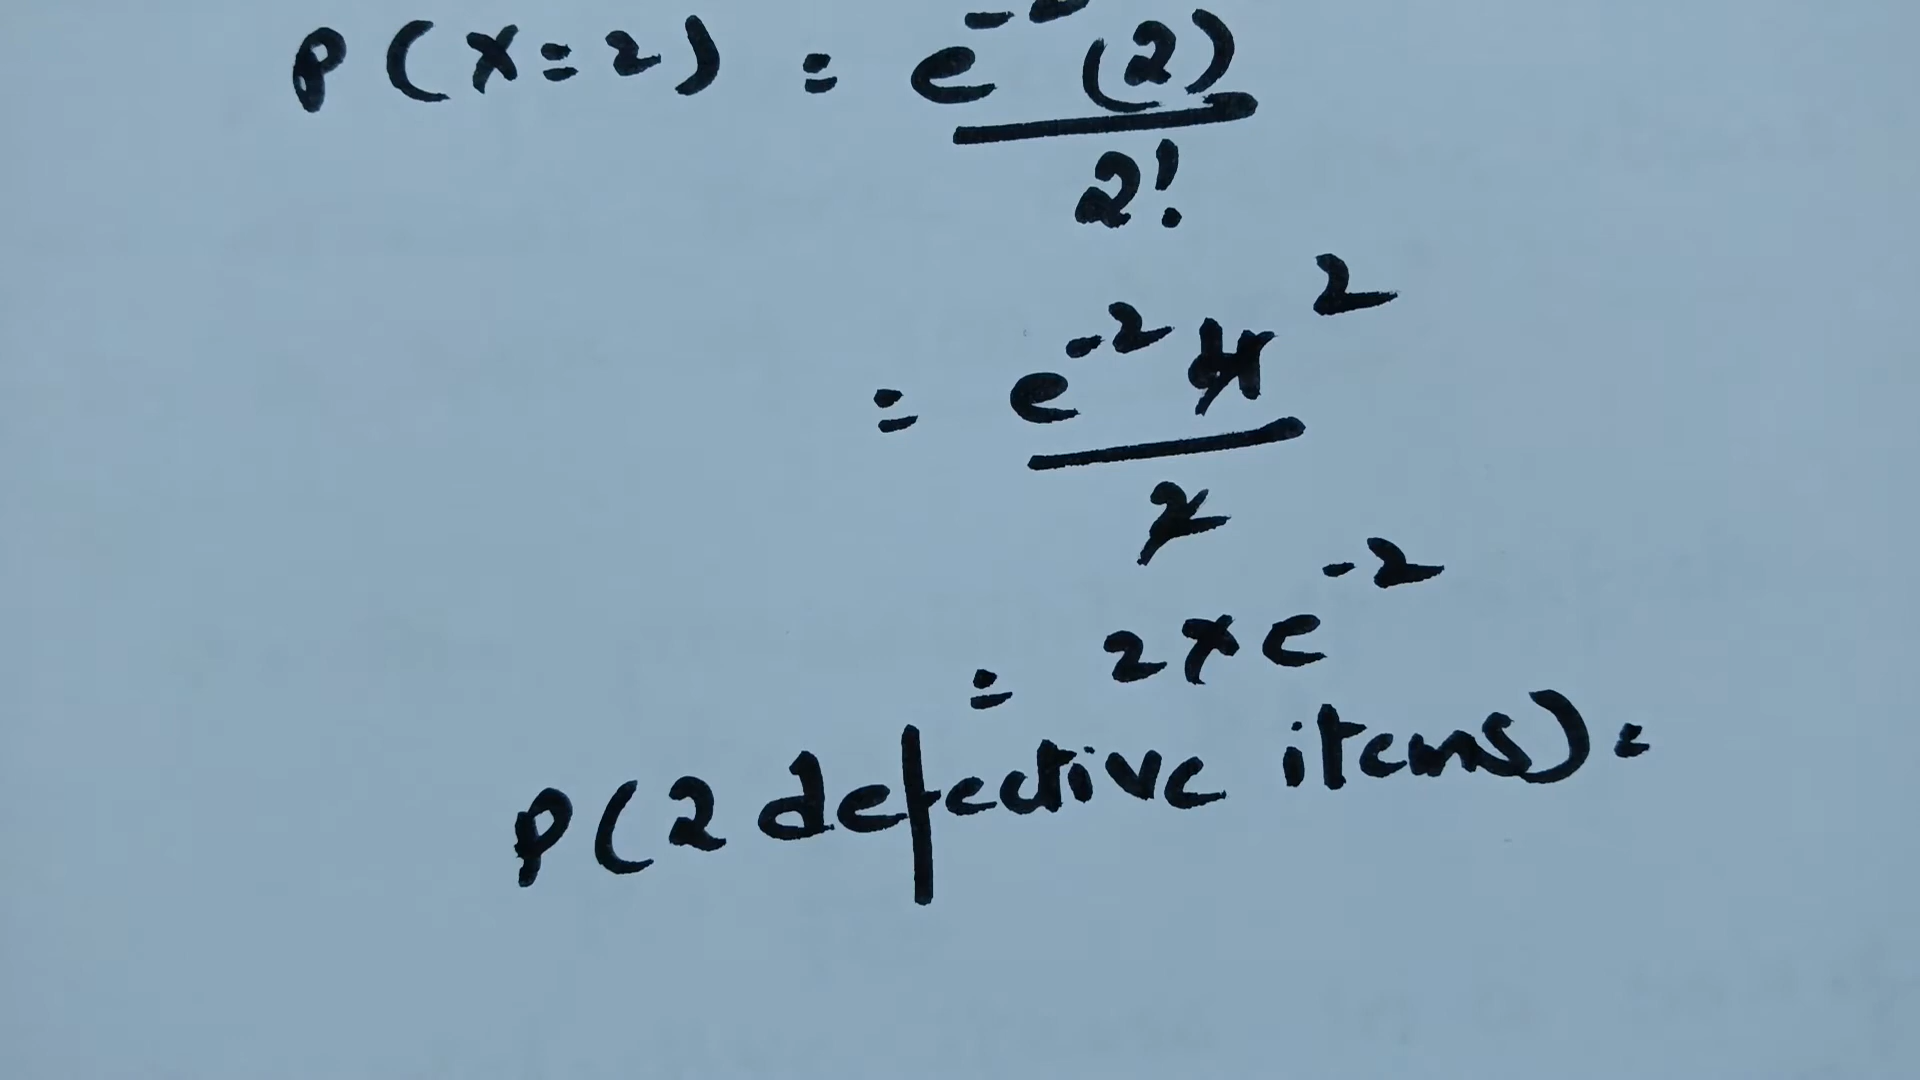 P(X=2) = e⁻² (2)
2!
= e⁻² 4 2
2
= 2×e⁻²
P(2 defective items) =